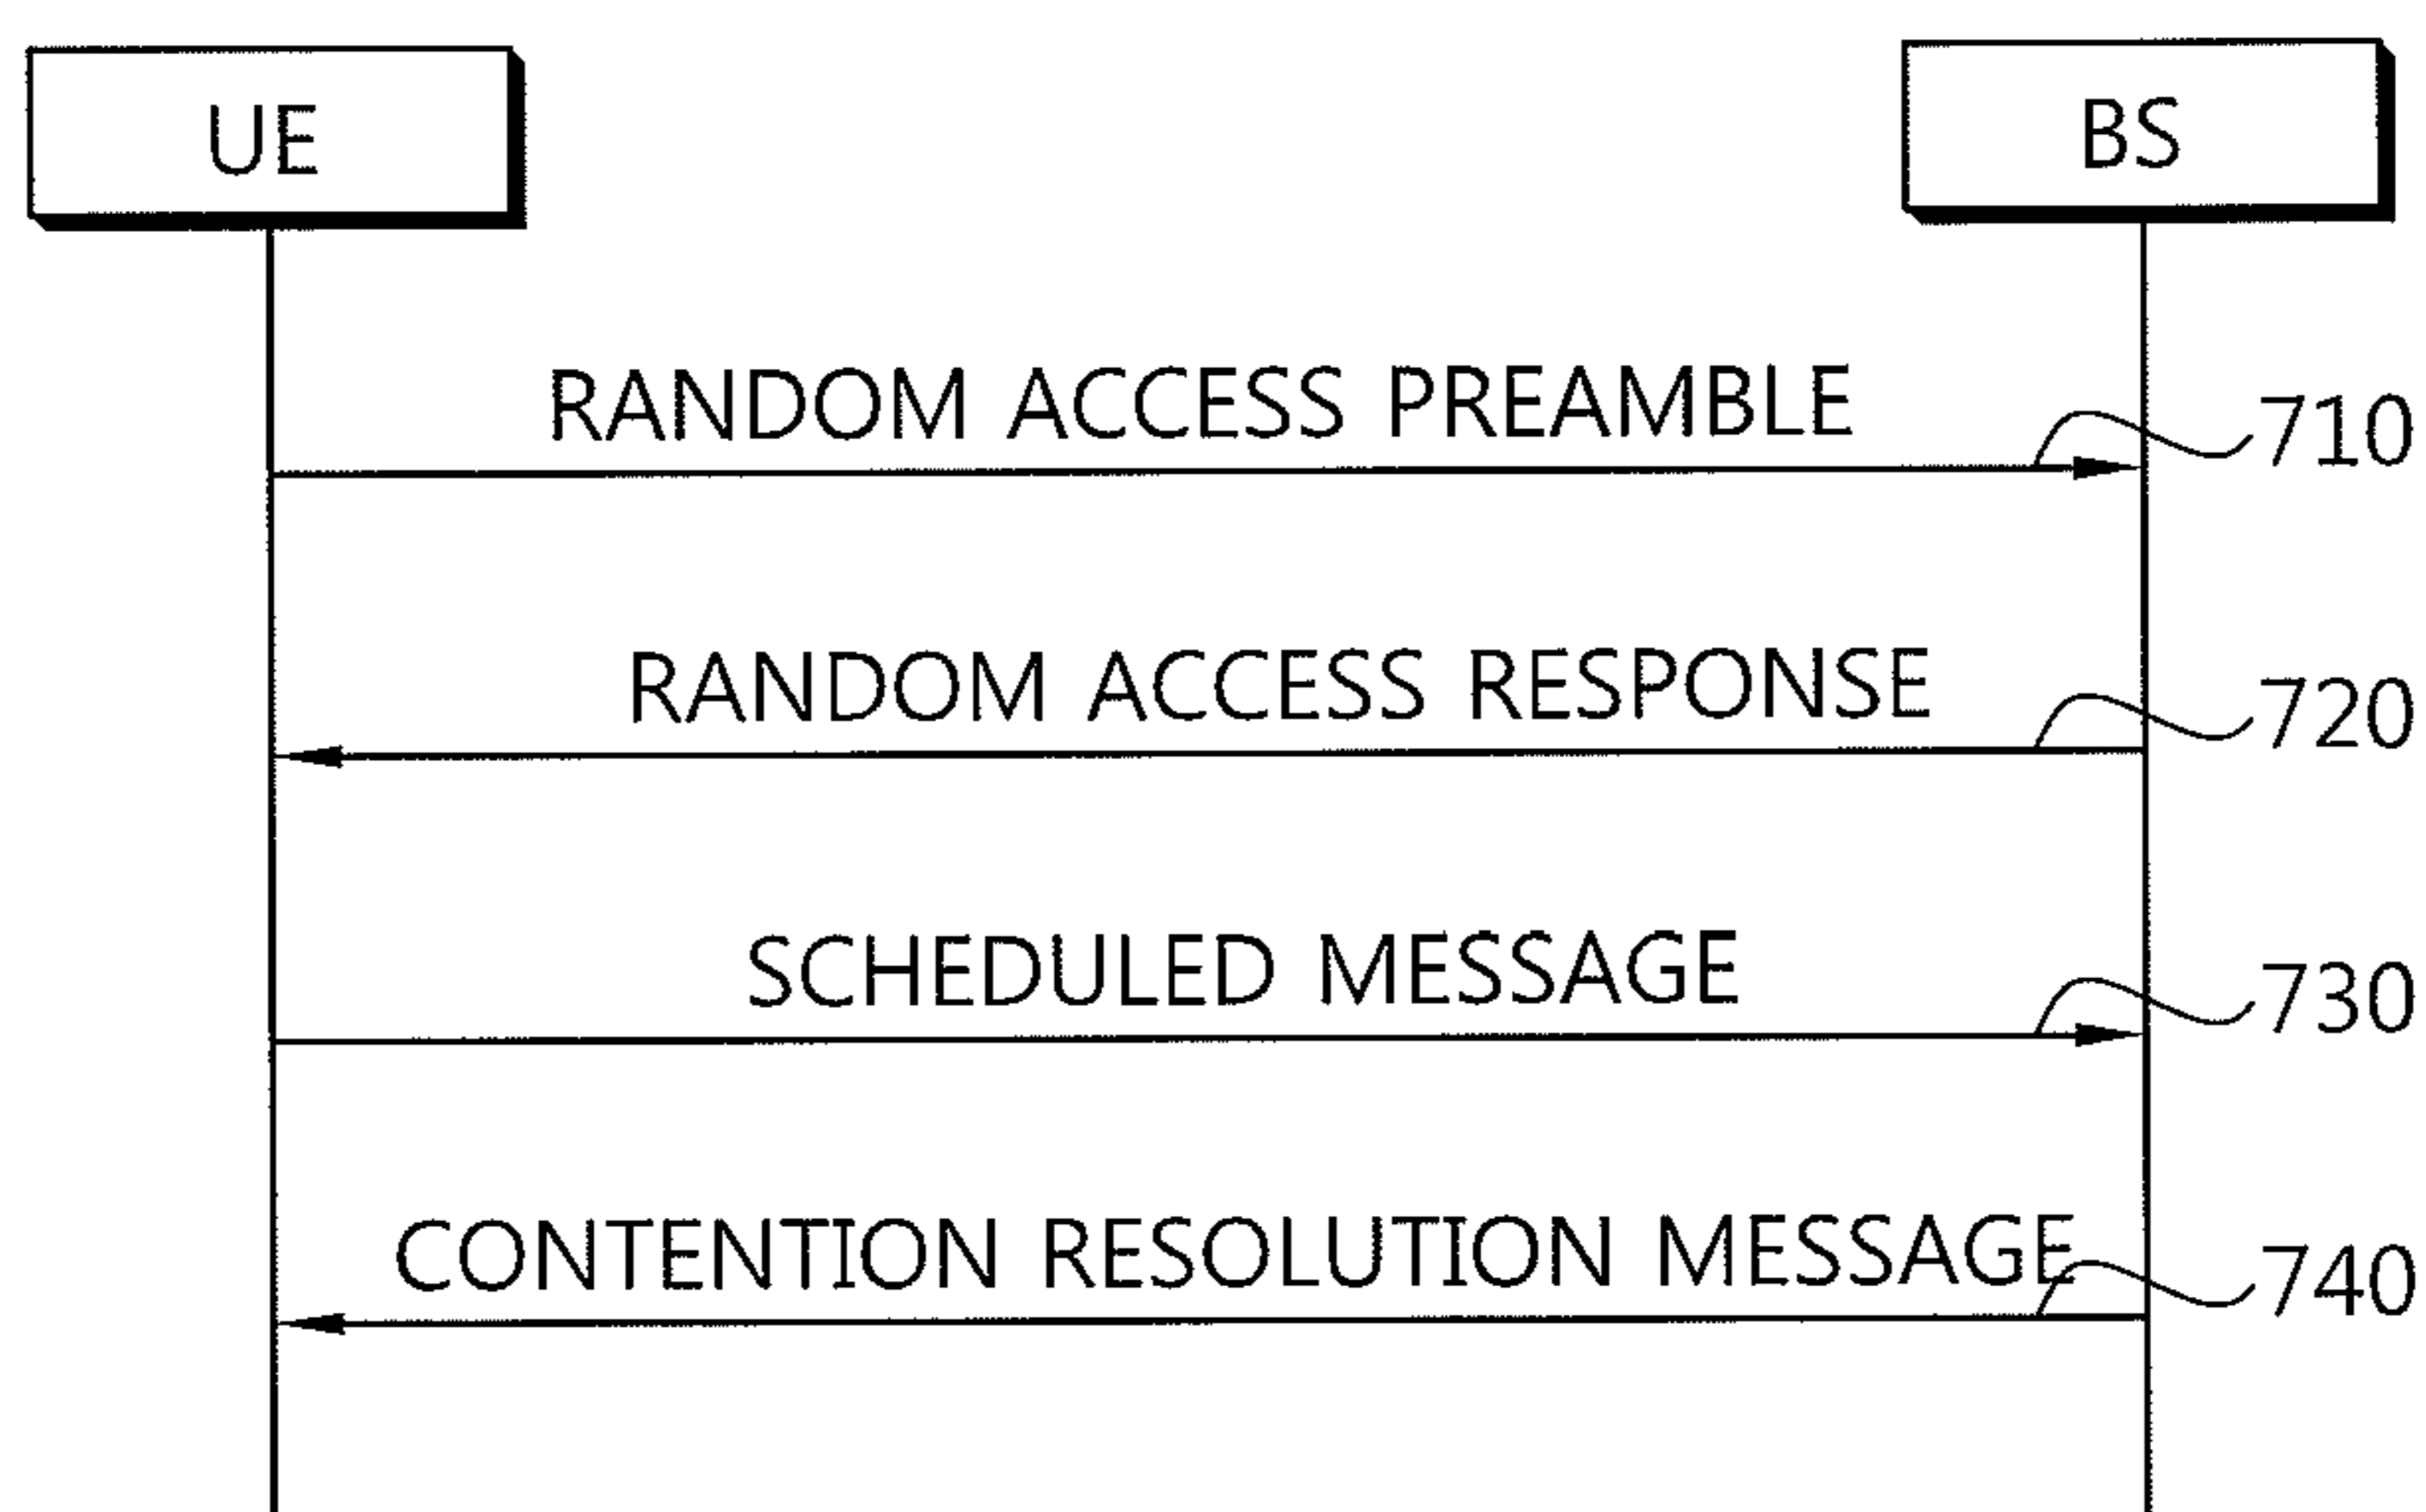 UE
BS
RANDOM ACCESS PREAMBLE
710
RANDOM ACCESS RESPONSE
720
SCHEDULED MESSAGE
730
CONTENTION RESOLUTION MESSAGE
740